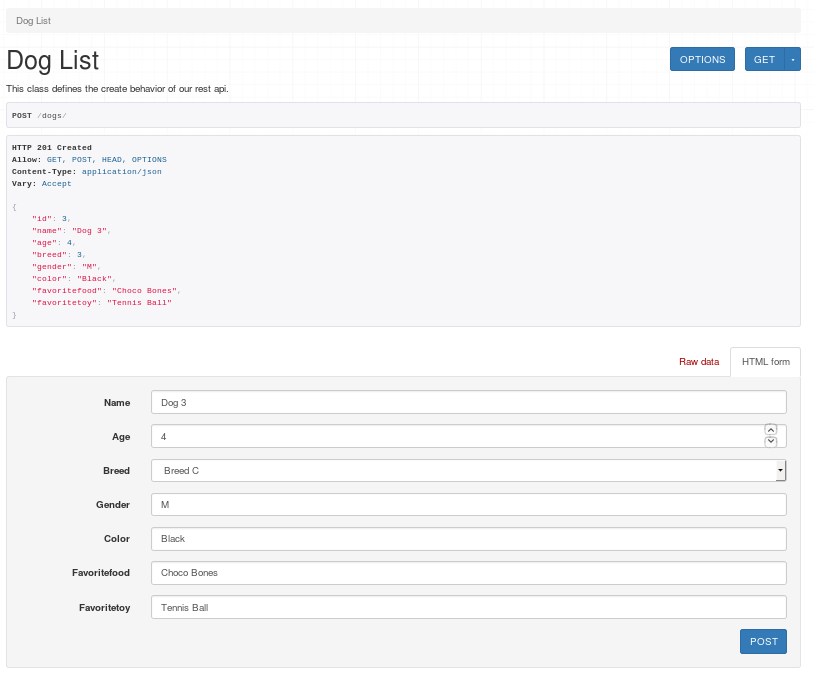 Dog List
Dog List
OPTIONS GET
This class defines the create behavior of our rest api.
POST /dogs/
HTTP 201 Created
Allow: GET, POST, HEAD, OPTIONS
Content-Type: application/json
Vary: Accept
{
"id": 3,
"name": "Dog 3",
"age": 4,
"breed": 3,
"gender": "M",
"color": "Black",
"favoritefood": "Choco Bones",
"favoritetoy": "Tennis Ball"
}
Raw data HTML form
Name Dog 3
Age 4
Breed Breed C
Gender M
Color Black
Favoritefood Choco Bones
Favoritetoy Tennis Ball
POST